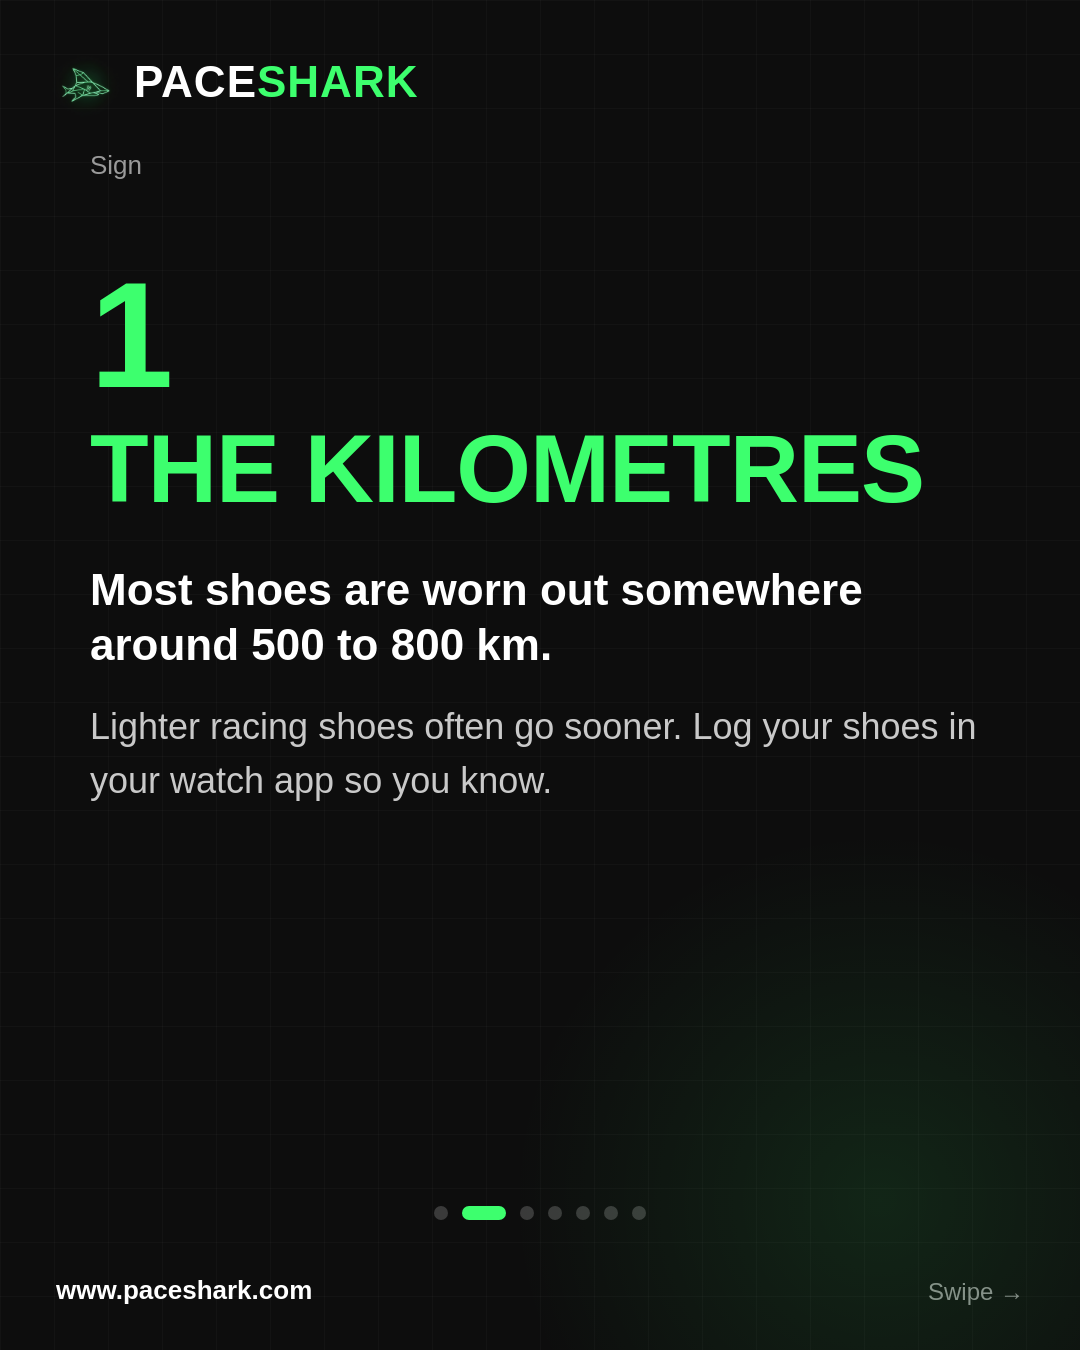 PACESHARK
Sign
1
THE KILOMETRES
Most shoes are worn out somewhere
around 500 to 800 km.
Lighter racing shoes often go sooner. Log your shoes in
your watch app so you know.
www.paceshark.com
Swipe →